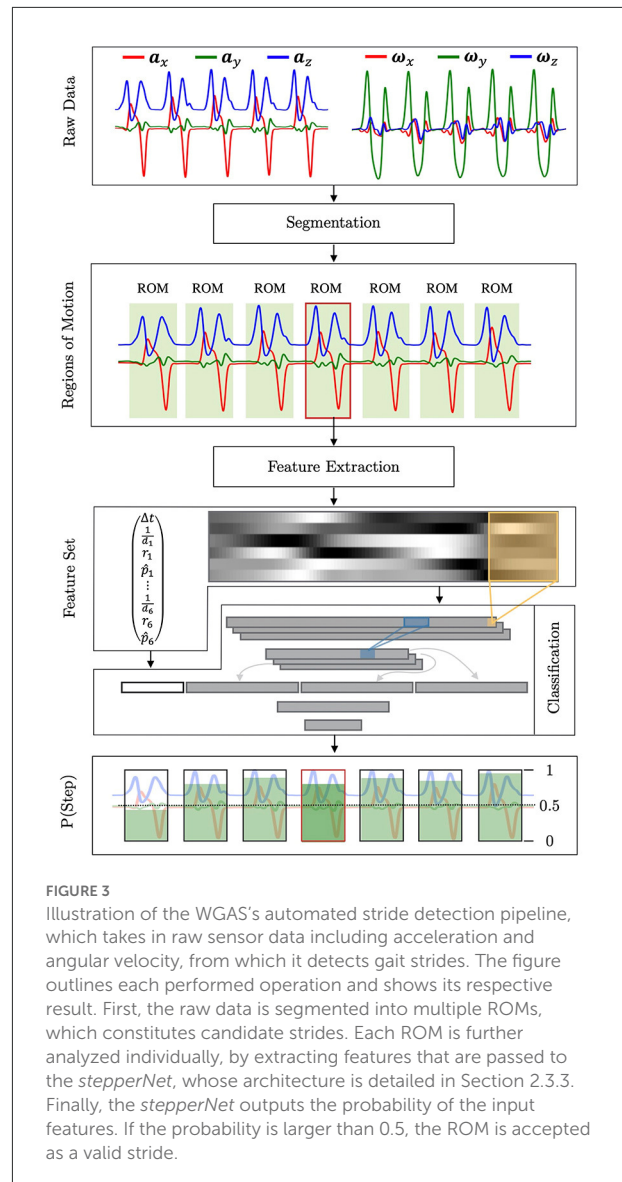 a_x a_y a_z ω_x ω_y ω_z
Raw Data
Segmentation
ROM ROM ROM ROM ROM ROM ROM
Regions of Motion
Feature Extraction
Feature Set
Δt
1/d_1
r_1
p̂_1
⋮
1/d_6
r_6
p̂_6
Classification
P(Step)
1
0.5
0
FIGURE 3
Illustration of the WGAS’s automated stride detection pipeline,
which takes in raw sensor data including acceleration and
angular velocity, from which it detects gait strides. The figure
outlines each performed operation and shows its respective
result. First, the raw data is segmented into multiple ROMs,
which constitutes candidate strides. Each ROM is further
analyzed individually, by extracting features that are passed to
the stepperNet, whose architecture is detailed in Section 2.3.3.
Finally, the stepperNet outputs the probability of the input
features. If the probability is larger than 0.5, the ROM is accepted
as a valid stride.